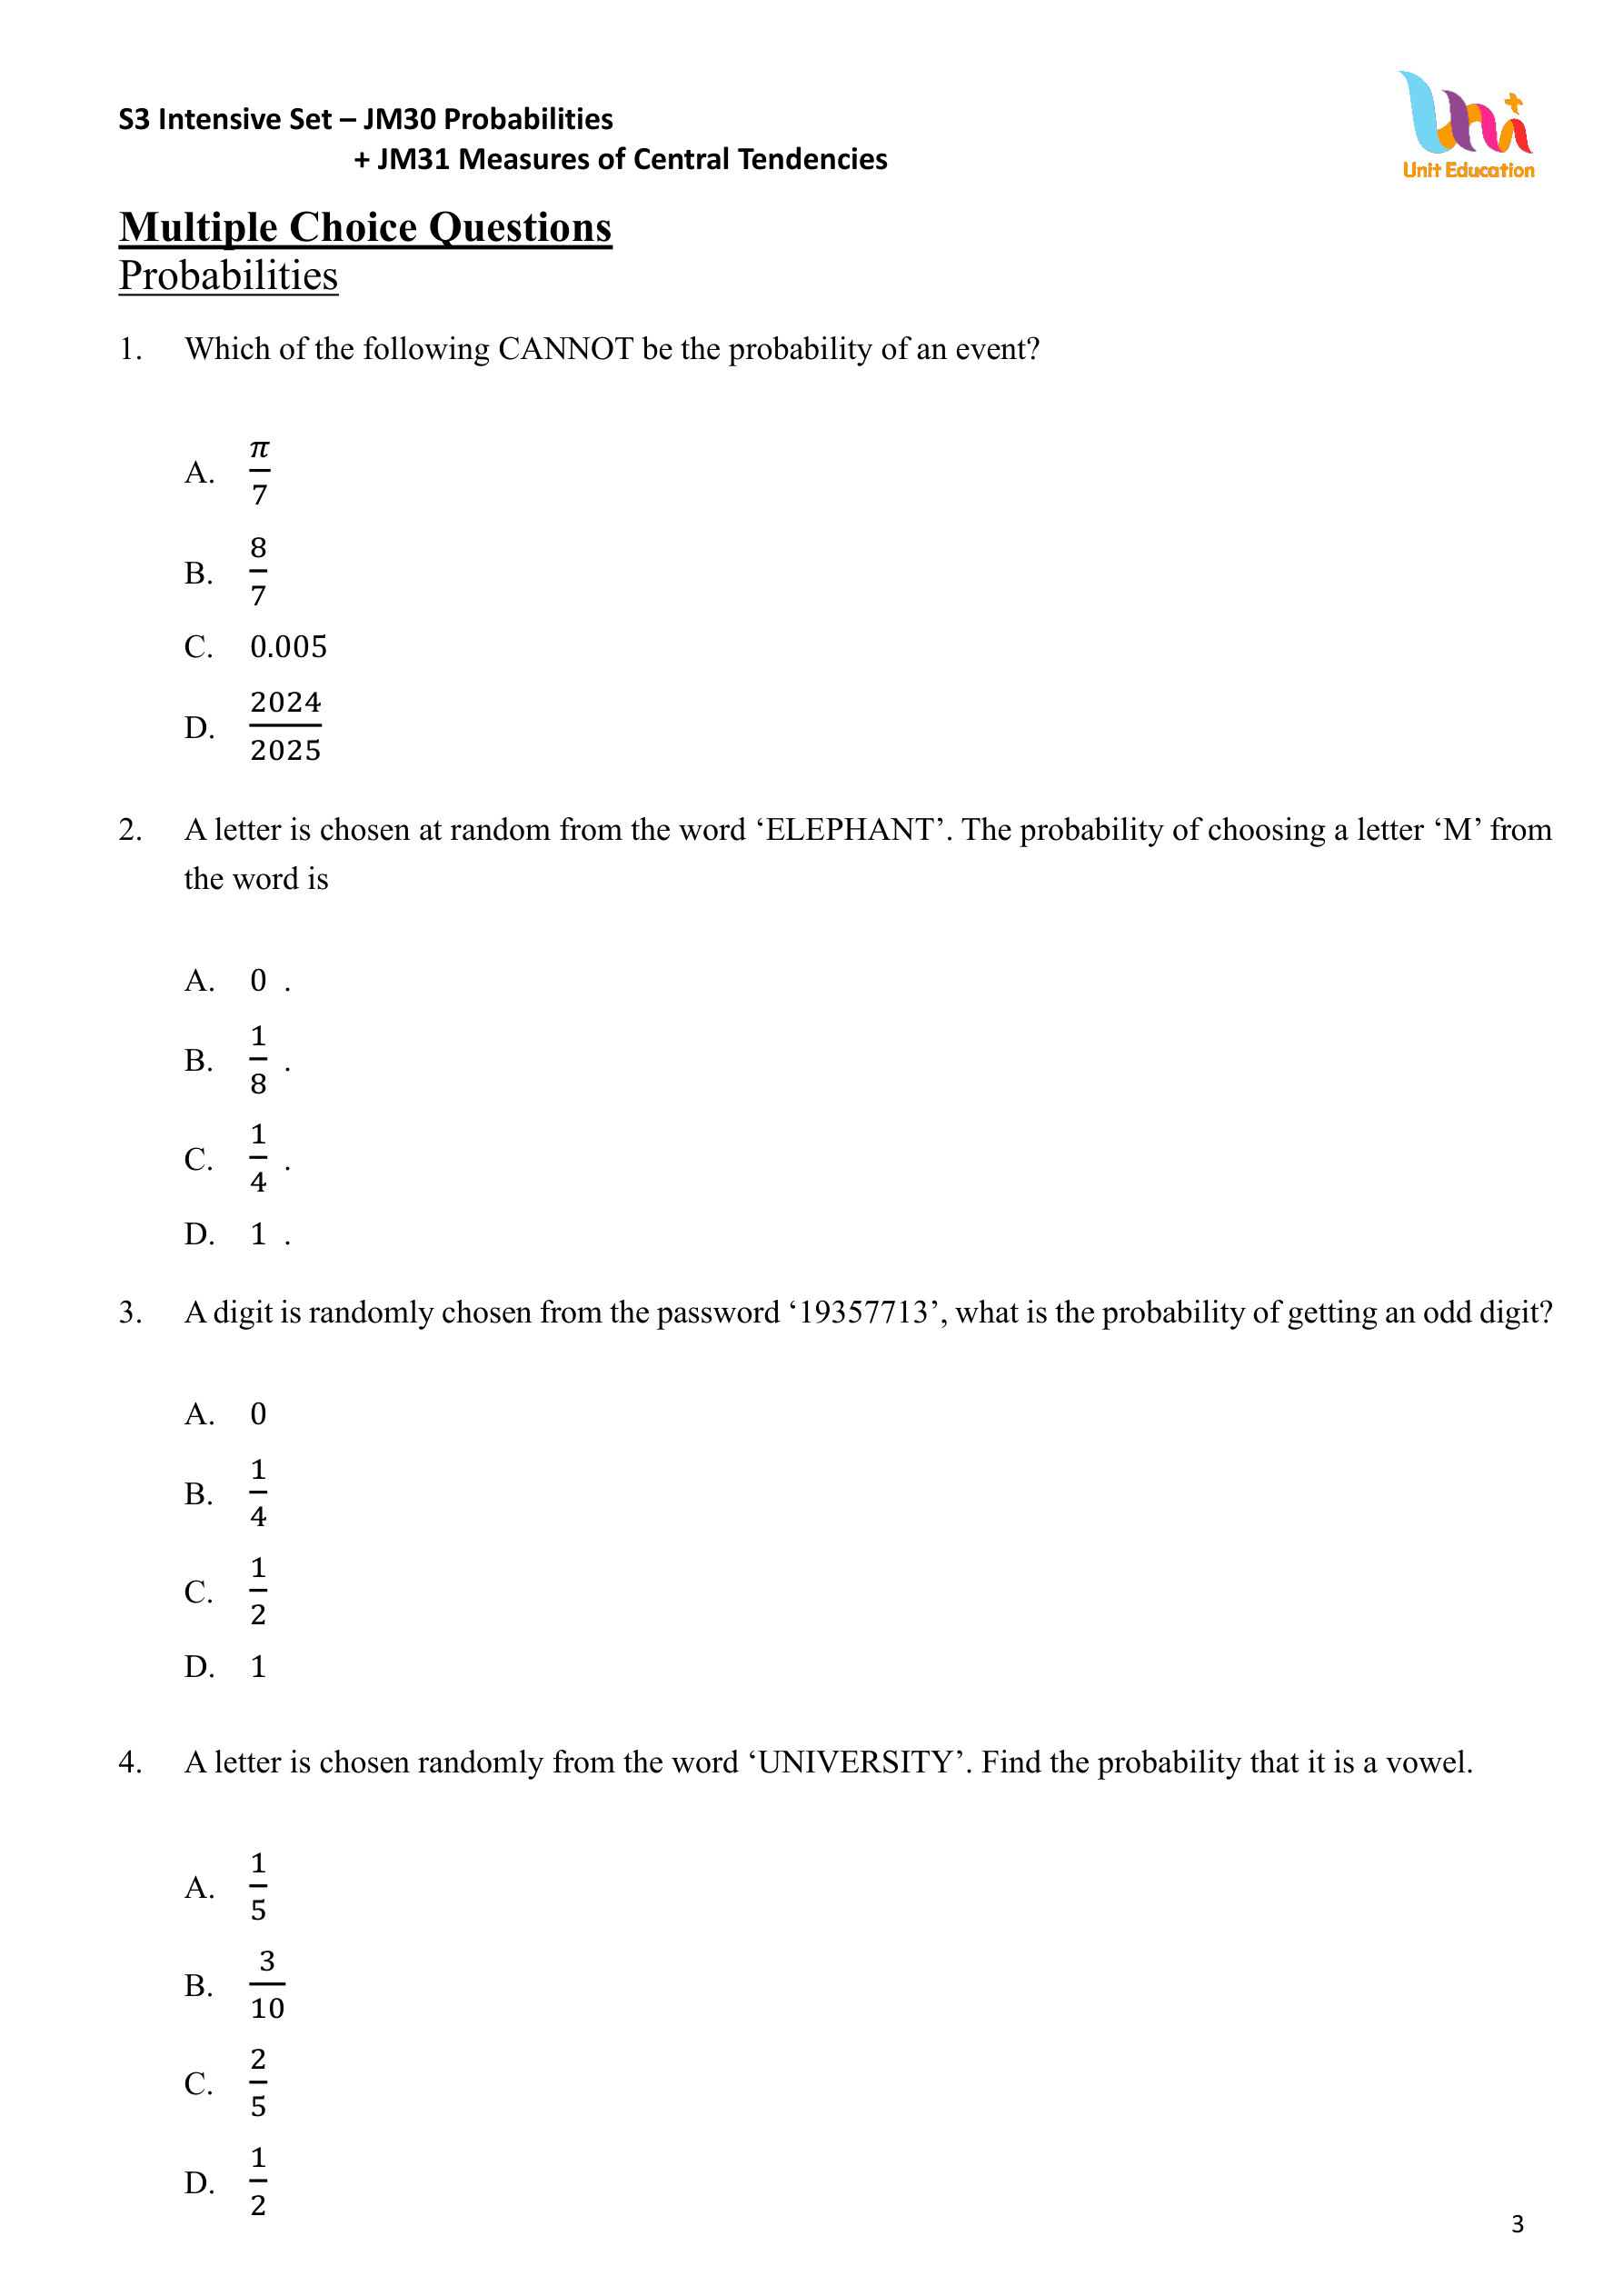 S3 Intensive Set – JM30 Probabilities
+ JM31 Measures of Central Tendencies
Uni+
Unit Education
Multiple Choice Questions
Probabilities
1. Which of the following CANNOT be the probability of an event?
A. π/7
B. 8/7
C. 0.005
D. 2024/2025
2. A letter is chosen at random from the word ‘ELEPHANT’. The probability of choosing a letter ‘M’ from
the word is
A. 0 .
B. 1/8 .
C. 1/4 .
D. 1 .
3. A digit is randomly chosen from the password ‘19357713’, what is the probability of getting an odd digit?
A. 0
B. 1/4
C. 1/2
D. 1
4. A letter is chosen randomly from the word ‘UNIVERSITY’. Find the probability that it is a vowel.
A. 1/5
B. 3/10
C. 2/5
D. 1/2
3